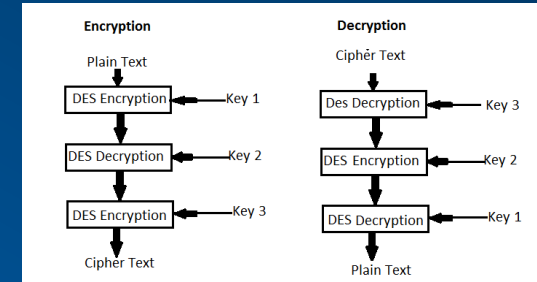 Encryption
Plain Text
DES Encryption
Key 1
DES Decryption
Key 2
DES Encryption
Key 3
Cipher Text
Decryption
Cipher Text
Des Decryption
Key 3
DES Encryption
Key 2
DES Decryption
Key 1
Plain Text